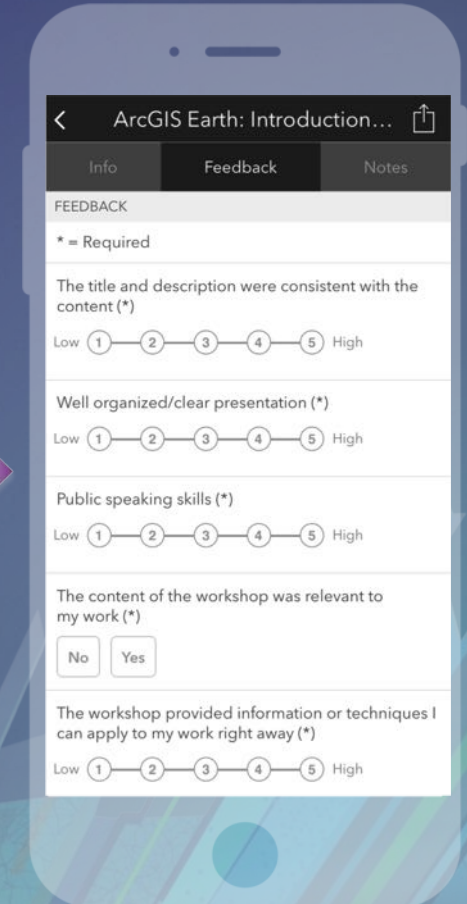 ArcGIS Earth: Introduction...
Info Feedback Notes
FEEDBACK
* = Required
The title and description were consistent with the
content (*)
Low 1 2 3 4 5 High
Well organized/clear presentation (*)
Low 1 2 3 4 5 High
Public speaking skills (*)
Low 1 2 3 4 5 High
The content of the workshop was relevant to
my work (*)
No Yes
The workshop provided information or techniques I
can apply to my work right away (*)
Low 1 2 3 4 5 High